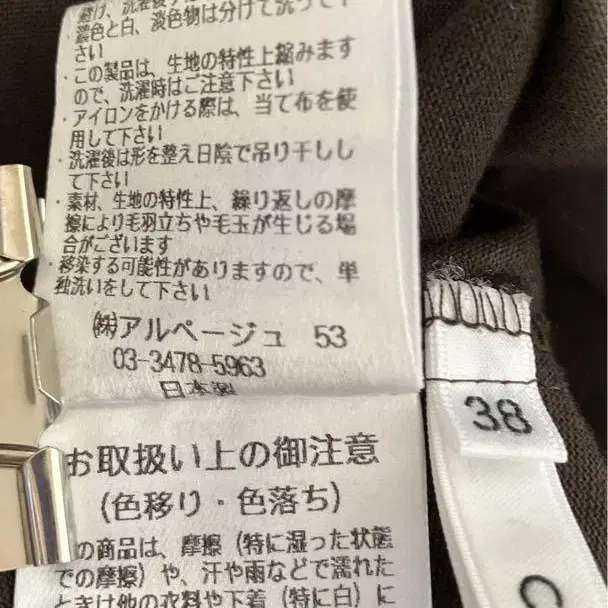 濃色と白、淡色物は分けて洗って下
さい
・この製品は、生地の特性上縮みます
ので、洗濯時はご注意下さい
・アイロンをかける際は、当て布を使
用して下さい
・洗濯後は形を整え日陰で吊り干しし
て下さい
・素材、生地の特性上、繰り返しの摩
擦により毛羽立ちや毛玉が生じる場
合がございます
・移染する可能性がありますので、単
独洗いをして下さい
㈱アルページュ 53
03-3478-5963
日本製
お取扱い上の御注意
(色移り・色落ち)
の商品は、摩擦(特に湿った状態
での摩擦)や、汗や雨などで濡れた
ときは他の衣料や下着(特に白)に
38